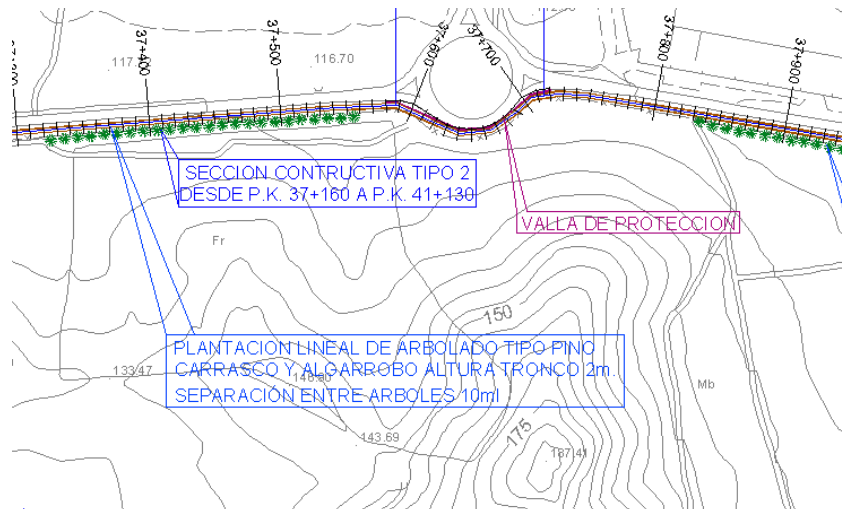 37+400
37+500
37+600
37+700
37+800
37+900
116.70
SECCION CONTRUCTIVA TIPO 2
DESDE P.K. 37+160 A P.K. 41+130
VALLA DE PROTECCION
Fr
150
PLANTACION LINEAL DE ARBOLADO TIPO PINO
CARRASCO Y ALGARROBO ALTURA TRONCO 2m.
SEPARACIÓN ENTRE ARBOLES 10ml
133.47
Mb
143.69
175
187.41